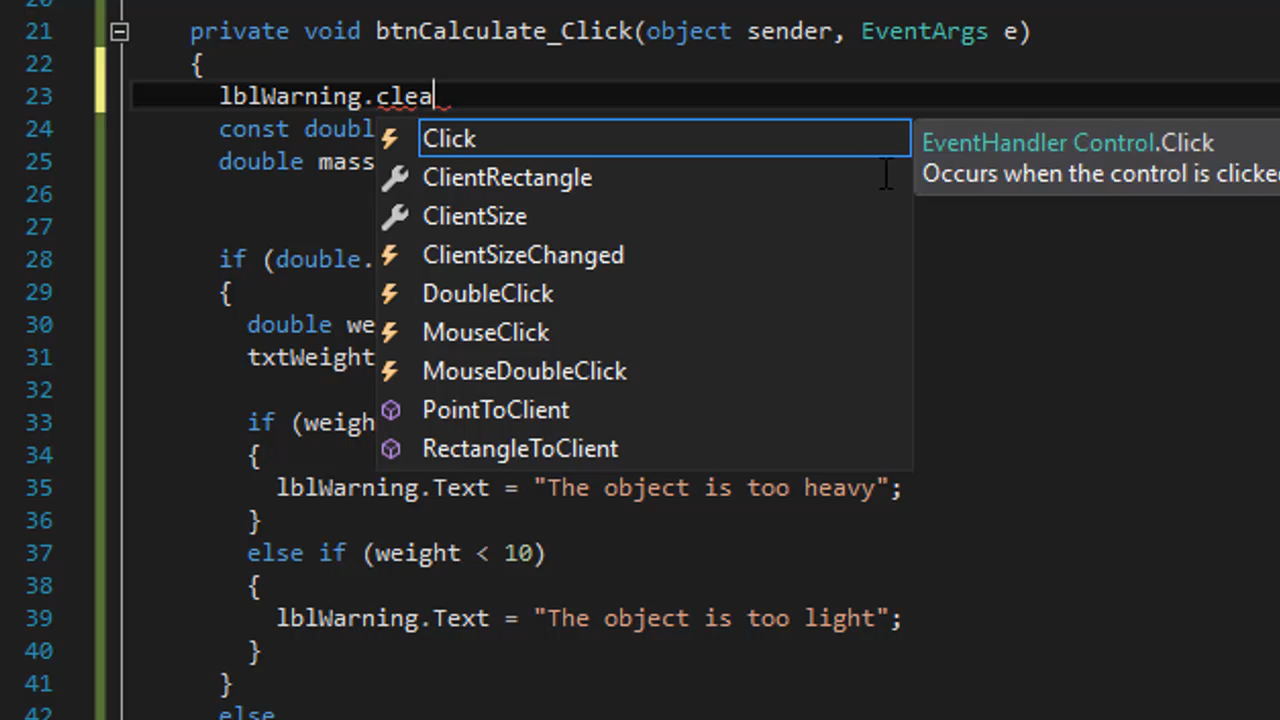 20
21 private void btnCalculate_Click(object sender, EventArgs e)
22 {
23 lblWarning.clea
24 const doubl
25 double mass
26
27
28 if (double.
29 {
30 double we
31 txtWeight
32
33 if (weigh
34 {
35 lblWarning.Text = "The object is too heavy";
36 }
37 else if (weight < 10)
38 {
39 lblWarning.Text = "The object is too light";
40 }
41 }
42 else
Click
ClientRectangle
ClientSize
ClientSizeChanged
DoubleClick
MouseClick
MouseDoubleClick
PointToClient
RectangleToClient
EventHandler Control.Click
Occurs when the control is clicke